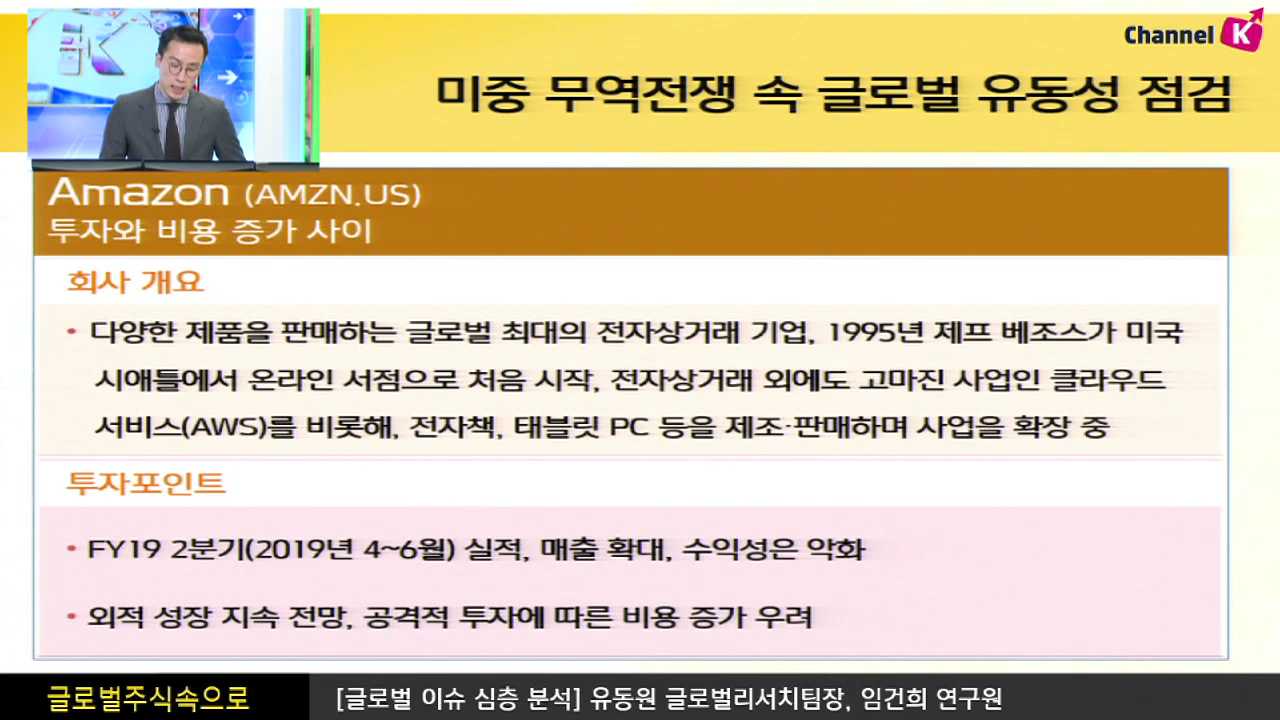 Channel K
미중 무역전쟁 속 글로벌 유동성 점검
Amazon (AMZN.US)
투자와 비용 증가 사이
회사 개요
• 다양한 제품을 판매하는 글로벌 최대의 전자상거래 기업, 1995년 제프 베조스가 미국
시애틀에서 온라인 서점으로 처음 시작, 전자상거래 외에도 고마진 사업인 클라우드
서비스(AWS)를 비롯해, 전자책, 태블릿 PC 등을 제조·판매하며 사업을 확장 중
투자포인트
• FY19 2분기(2019년 4~6월) 실적, 매출 확대, 수익성은 악화
• 외적 성장 지속 전망, 공격적 투자에 따른 비용 증가 우려
글로벌주식속으로
[글로벌 이슈 심층 분석] 유동원 글로벌리서치팀장, 임건희 연구원